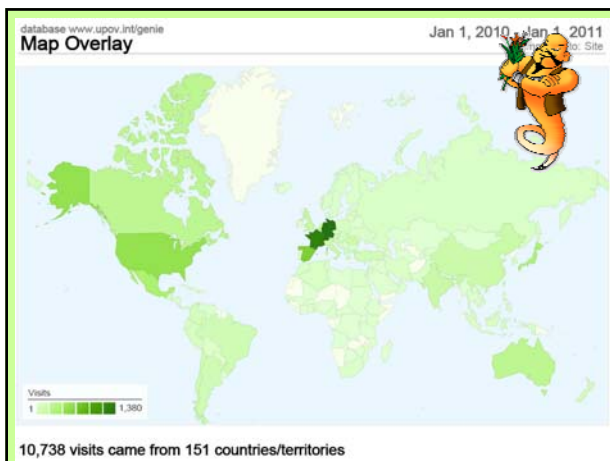 database www.upov.int/genie
Map Overlay
Jan 1, 2010 - Jan 1, 2011
Site
Visits
1 1,380
10,738 visits came from 151 countries/territories